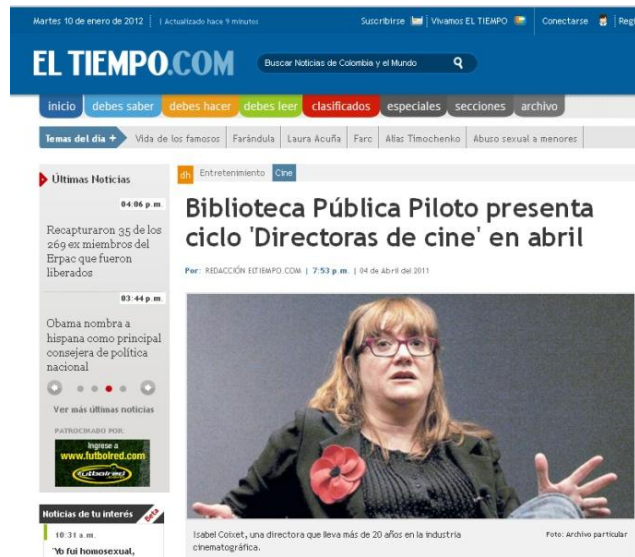 Martes 10 de enero de 2012 | Actualizado hace 9 minutos
Suscribirse | Vivamos EL TIEMPO | Conectarse | Regi
EL TIEMPO.COM
Buscar Noticias de Colombia y el Mundo
inicio debes saber debes hacer debes leer clasificados especiales secciones archivo
Temas del día + Vida de los famosos | Farándula | Laura Acuña | Farc | Alias Timochenko | Abuso sexual a menores
Últimas Noticias
04:06 p.m.
Recapturaron 35 de los
269 ex miembros del
Erpac que fueron
liberados
03:44 p.m.
Obama nombra a
hispana como principal
consejera de política
nacional
Ver más últimas noticias
PATROCINADO POR:
Ingrese a
www.futbolred.com
futbolred
Noticias de tu interés Beta
10:31 a.m.
'Yo fui homosexual,
dh Entretenimiento Cine
Biblioteca Pública Piloto presenta
ciclo 'Directoras de cine' en abril
Por: REDACCIÓN ELTIEMPO.COM | 7:53 p.m. | 04 de Abril del 2011
Isabel Coixet, una directora que lleva más de 20 años en la industria
cinematográfica.
Foto: Archivo particular